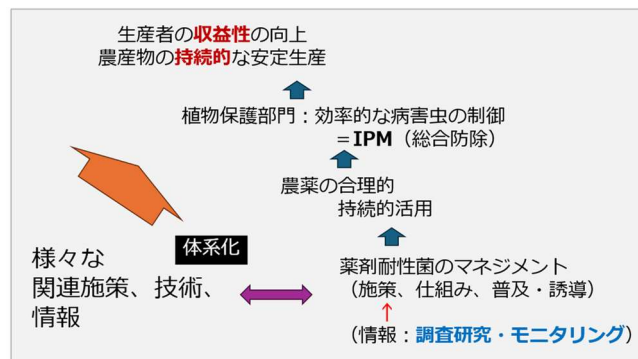 生産者の収益性の向上
農産物の持続的な安定生産
植物保護部門：効率的な病害虫の制御
＝IPM（総合防除）
農薬の合理的
持続的活用
体系化
様々な
関連施策、技術、
情報
薬剤耐性菌のマネジメント
（施策、仕組み、普及・誘導）
（情報：調査研究・モニタリング）